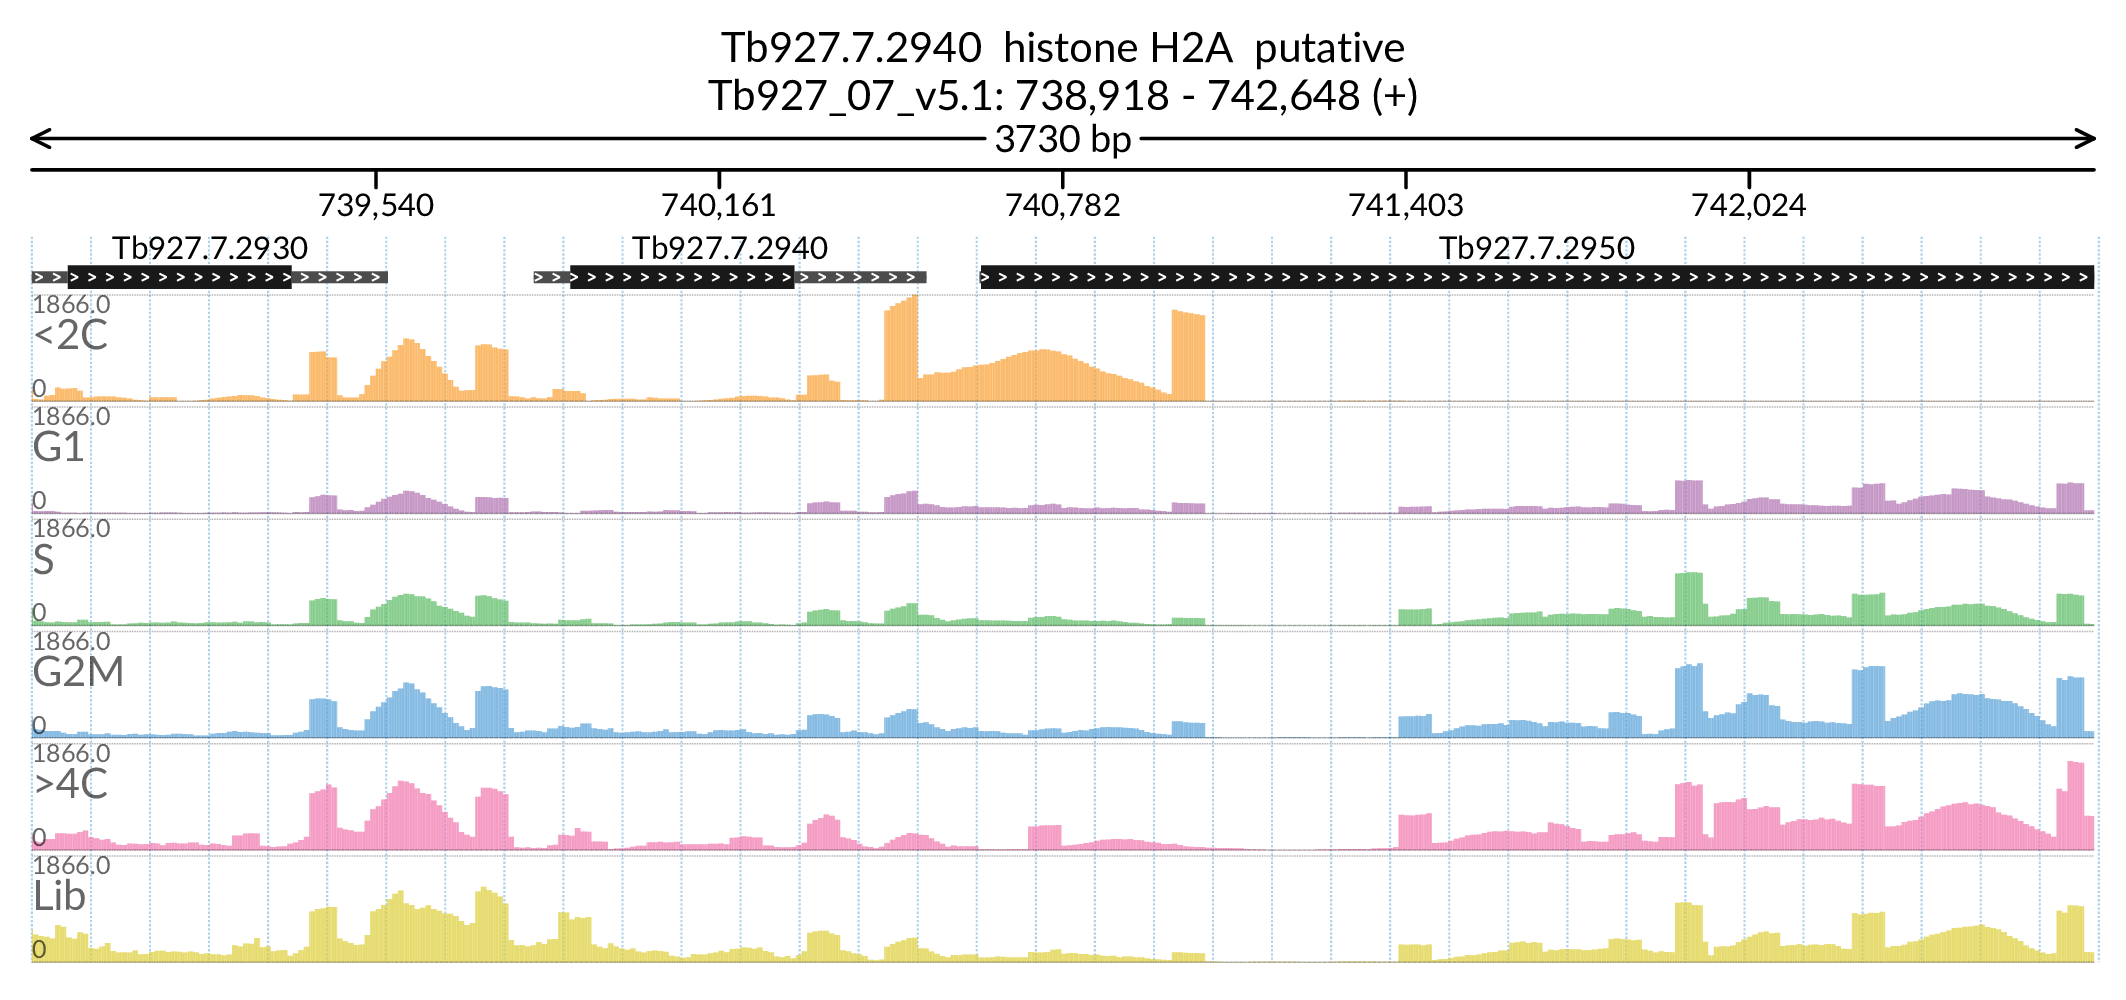 Tb927.7.2940 histone H2A putative
Tb927_07_v5.1: 738,918 - 742,648 (+)
3730 bp
739,540 740,161 740,782 741,403 742,024
Tb927.7.2930 Tb927.7.2940 Tb927.7.2950
1866.0
<2C
0
1866.0
G1
0
1866.0
S
0
1866.0
G2M
0
1866.0
>4C
0
1866.0
Lib
0